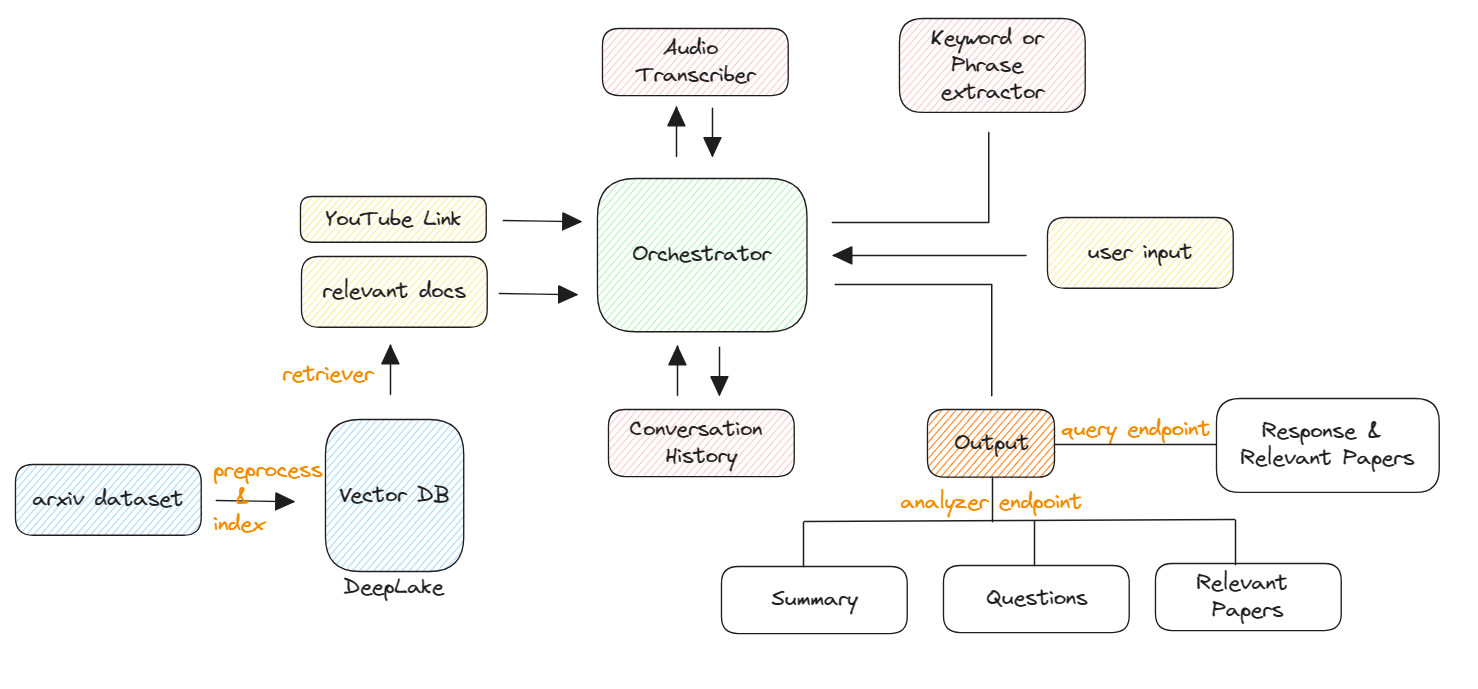 Audio
Transcriber
Keyword or
Phrase
extractor
YouTube Link
Orchestrator
user input
relevant docs
retriever
Conversation
History
Output
query endpoint
Response &
Relevant Papers
arxiv dataset
preprocess
&
index
Vector DB
DeepLake
analyzer endpoint
Summary
Questions
Relevant
Papers